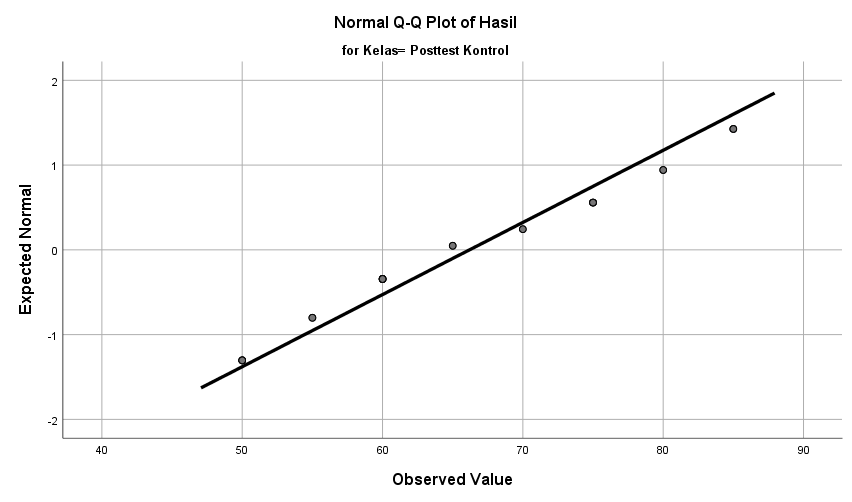 Normal Q-Q Plot of Hasil
for Kelas= Posttest Kontrol
Expected Normal
2
1
0
-1
-2
40 50 60 70 80 90
Observed Value